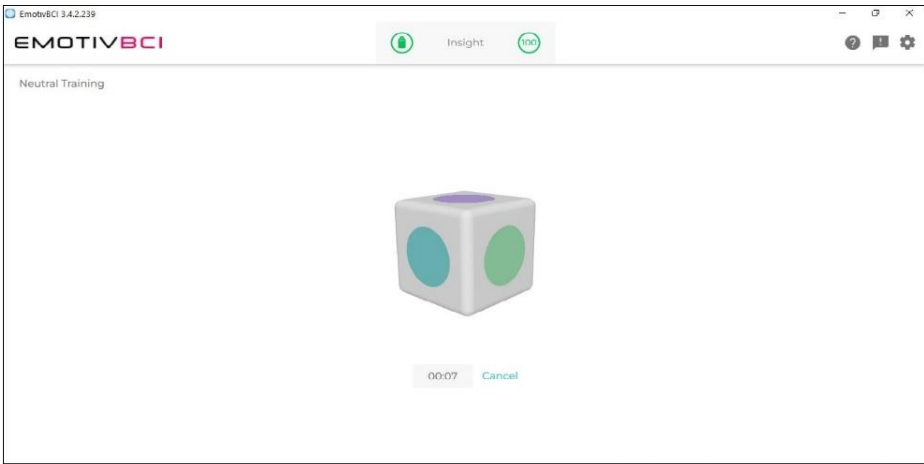 EmotivBCI 3.4.2.239
EMOTIVBCI
Insight
100
Neutral Training
00:07 Cancel